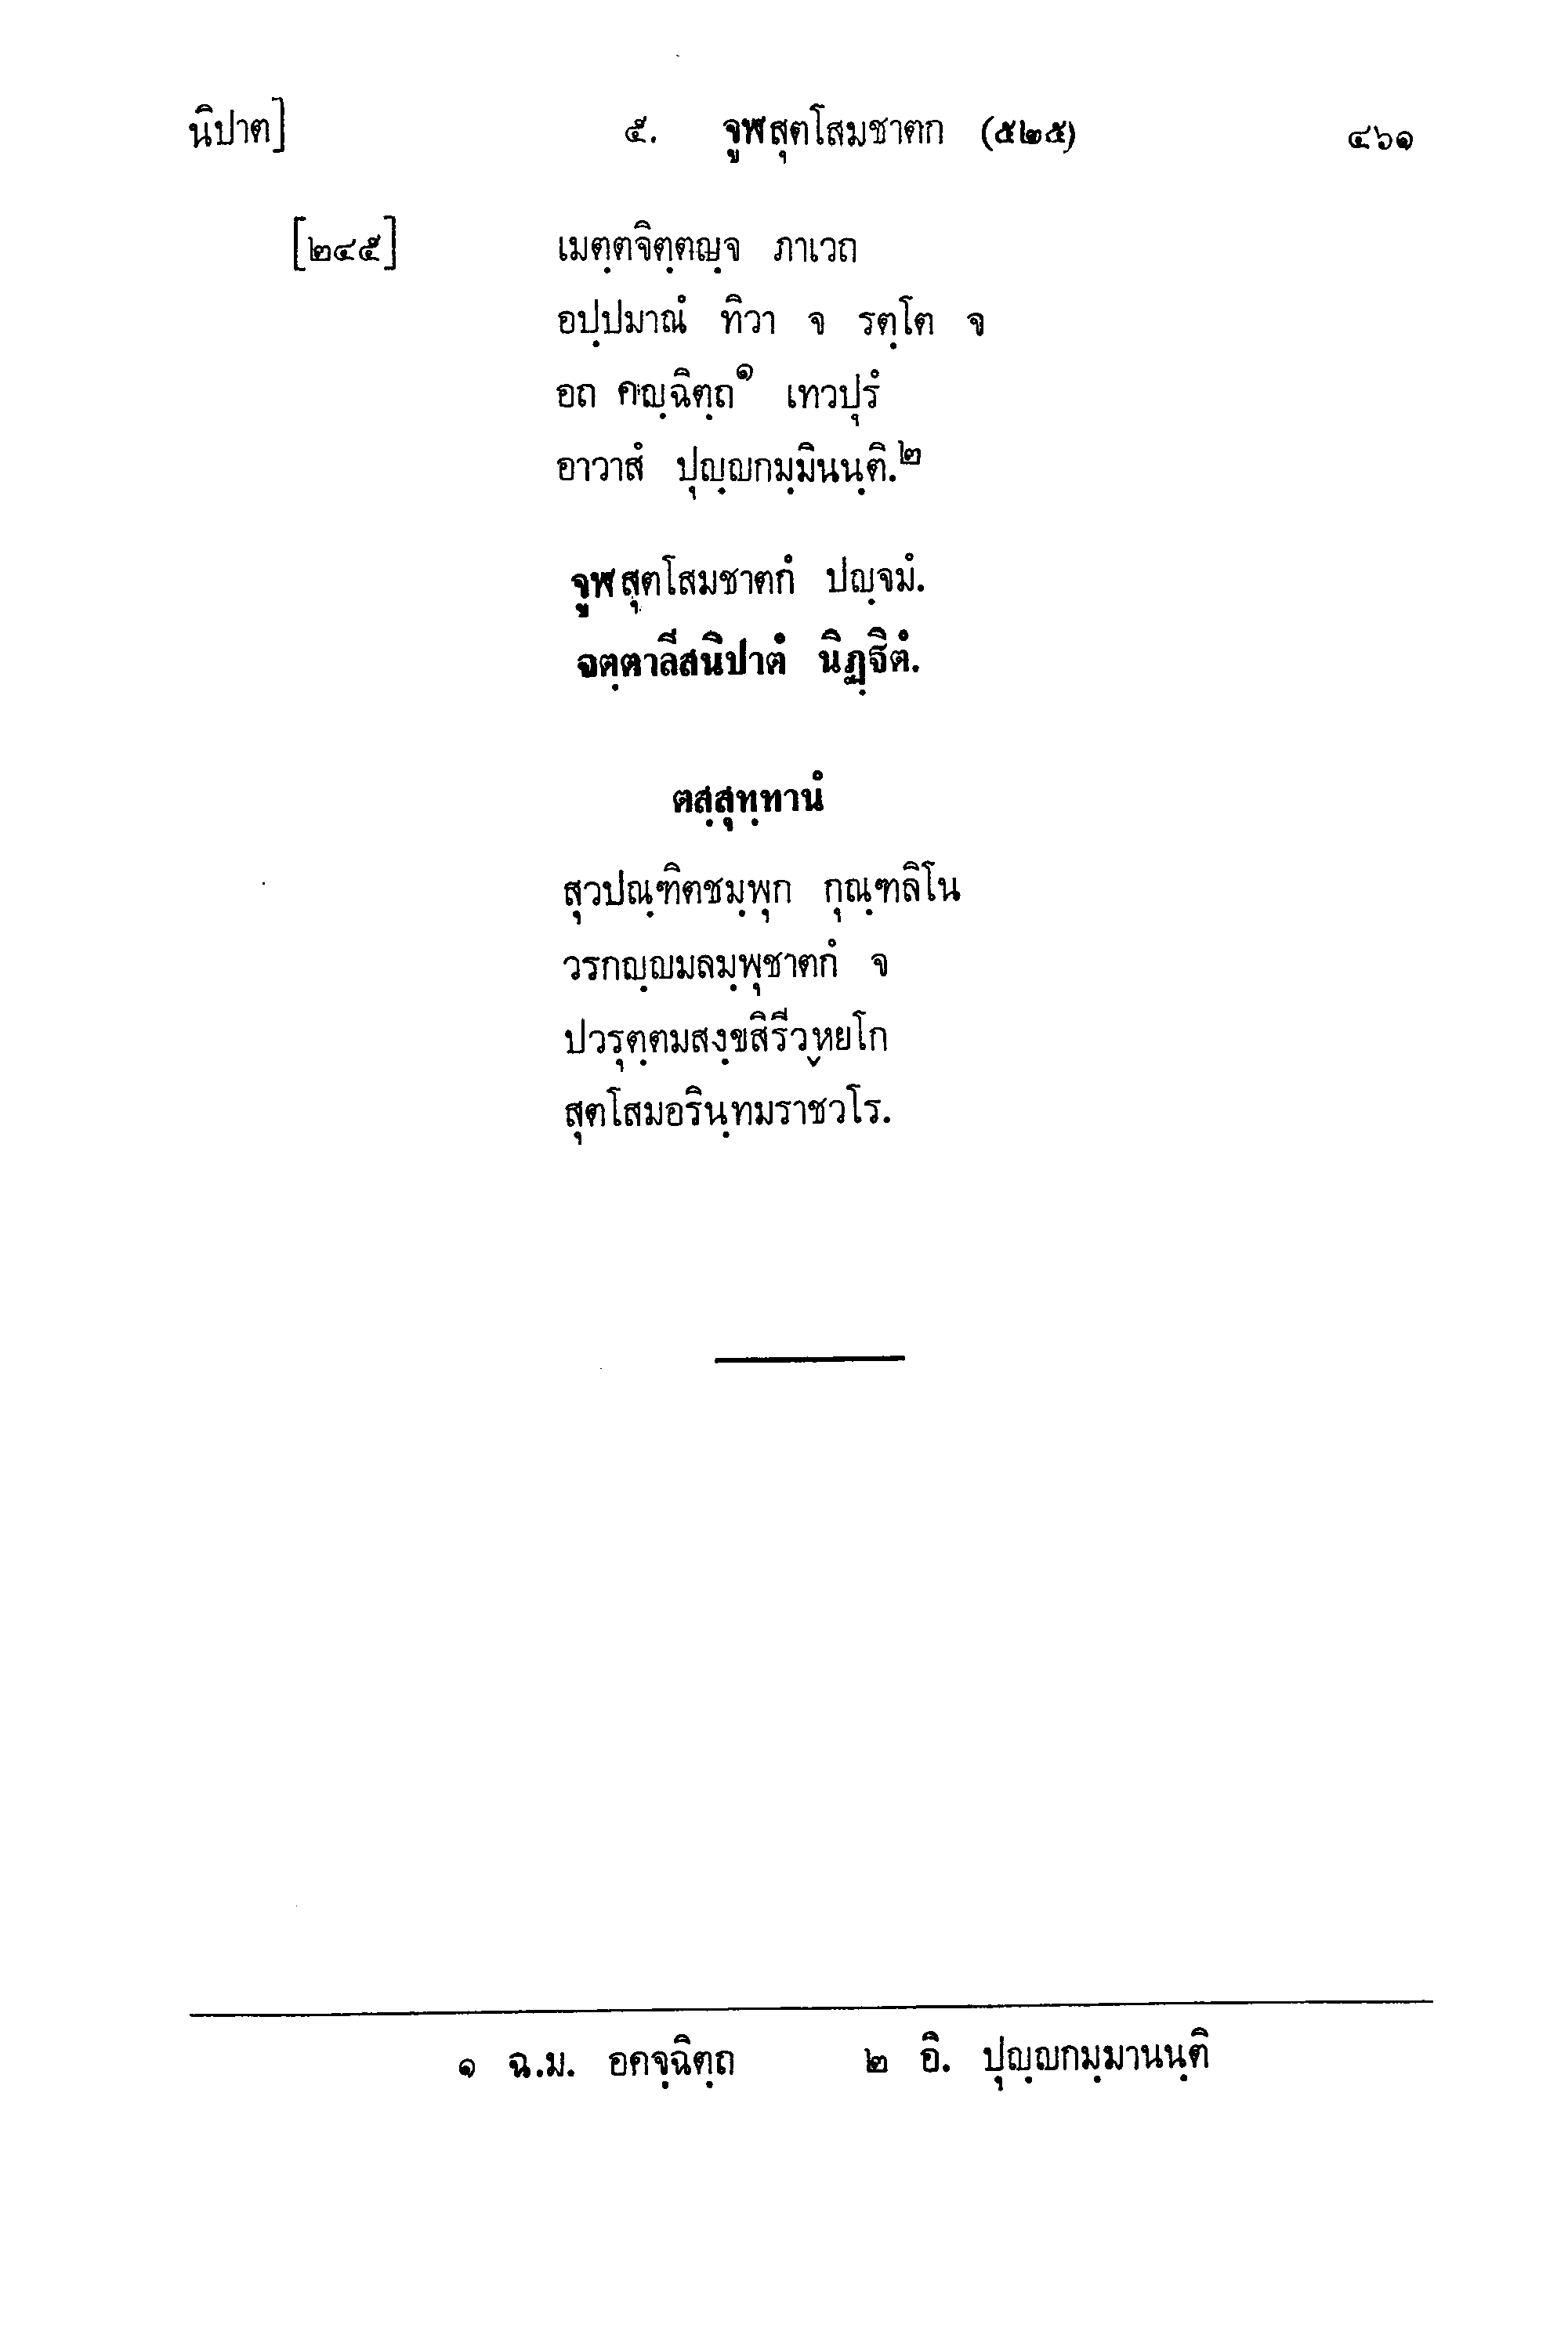 นิปาต] ๕. จูฬสุตโสมชาตก (๕๒๕) ๔๖๑
[๒๔๕] เมตฺตจิตฺตญฺจ ภาเวถ
อปฺปมาณํ ทิวา จ รตฺโต จ
อถ คญฺฉิตฺถ๑ เทวปุรํ
อาวาสํ ปุญฺญกมฺมินนฺติ.๒
จูฬสุตโสมชาตกํ ปญฺจมํ.
จตฺตาลีสนิปาตํ นิฏฺฐิตํ.
ตสฺสุทฺทานํ
สุวปณฺฑิตชมฺพุก กุณฺฑลิโน
วรกญฺญมลมฺพุชาตกํ จ
ปวรุตฺตมสงฺขสิรีวฺหยโก
สุตโสมอรินฺทมราชวโร.
๑ ฉ.ม. อคจฺฉิตฺถ ๒ อิ. ปุญฺญกมฺมานนฺติ